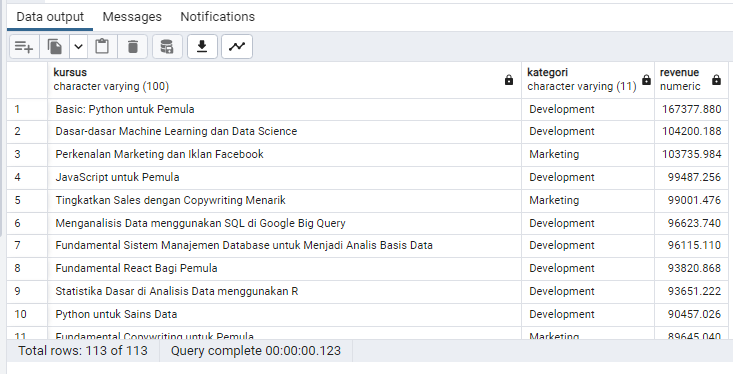 Data output Messages Notifications
kursus character varying (100) kategori character varying (11) revenue numeric
1 Basic: Python untuk Pemula Development 167377.880
2 Dasar-dasar Machine Learning dan Data Science Development 104200.188
3 Perkenalan Marketing dan Iklan Facebook Marketing 103735.984
4 JavaScript untuk Pemula Development 99487.256
5 Tingkatkan Sales dengan Copywriting Menarik Marketing 99001.476
6 Menganalisis Data menggunakan SQL di Google Big Query Development 96623.740
7 Fundamental Sistem Manajemen Database untuk Menjadi Analis Basis Data Development 96115.110
8 Fundamental React Bagi Pemula Development 93820.868
9 Statistika Dasar di Analisis Data menggunakan R Development 93651.222
10 Python untuk Sains Data Development 90457.026
11 Fundamental Copywriting untuk Pemula Marketing 89645.040
Total rows: 113 of 113 Query complete 00:00:00.123